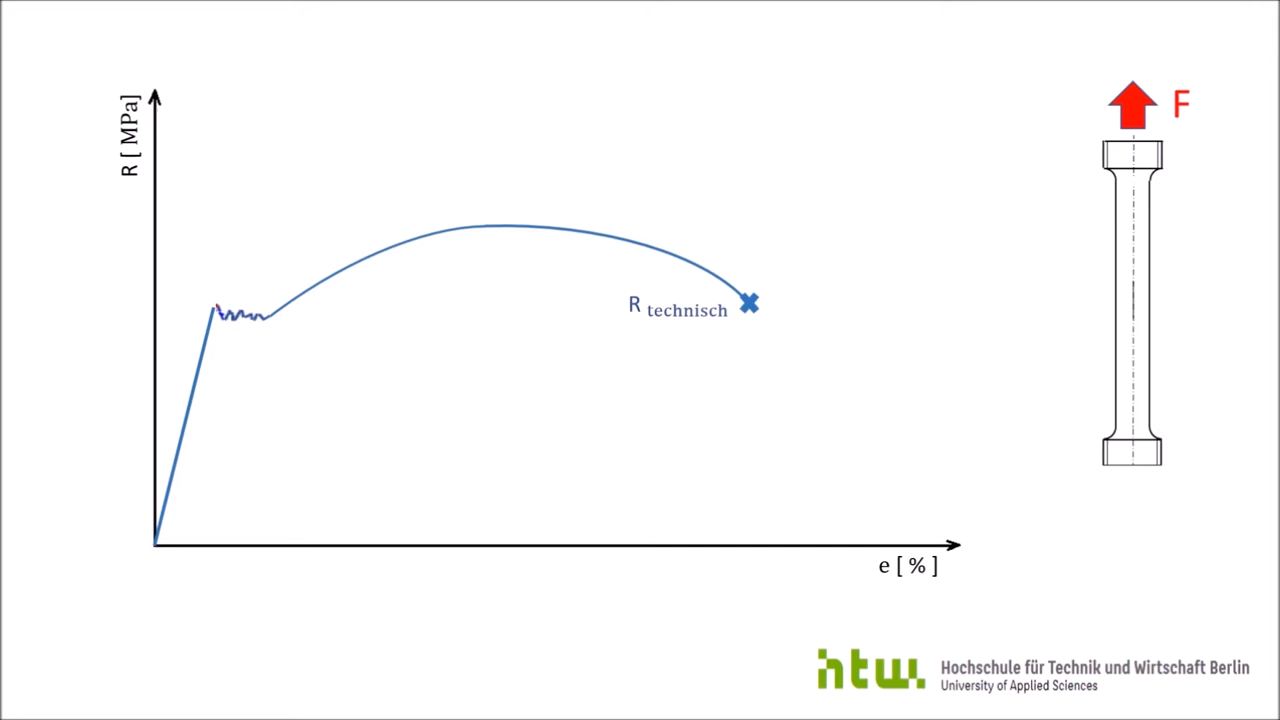 R [ MPa]
F
R technisch
e [ % ]
htw.
Hochschule für Technik und Wirtschaft Berlin
University of Applied Sciences